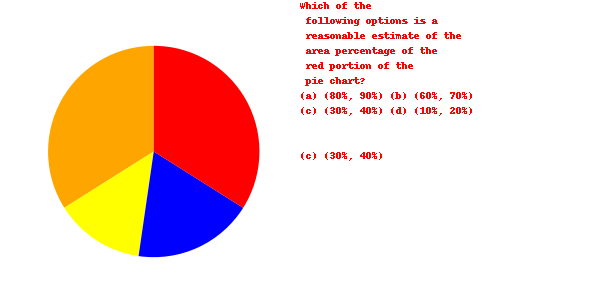 Which of the
following options is a
reasonable estimate of the
area percentage of the
red portion of the
pie chart?
(a) (80%, 90%) (b) (60%, 70%)
(c) (30%, 40%) (d) (10%, 20%)
(c) (30%, 40%)